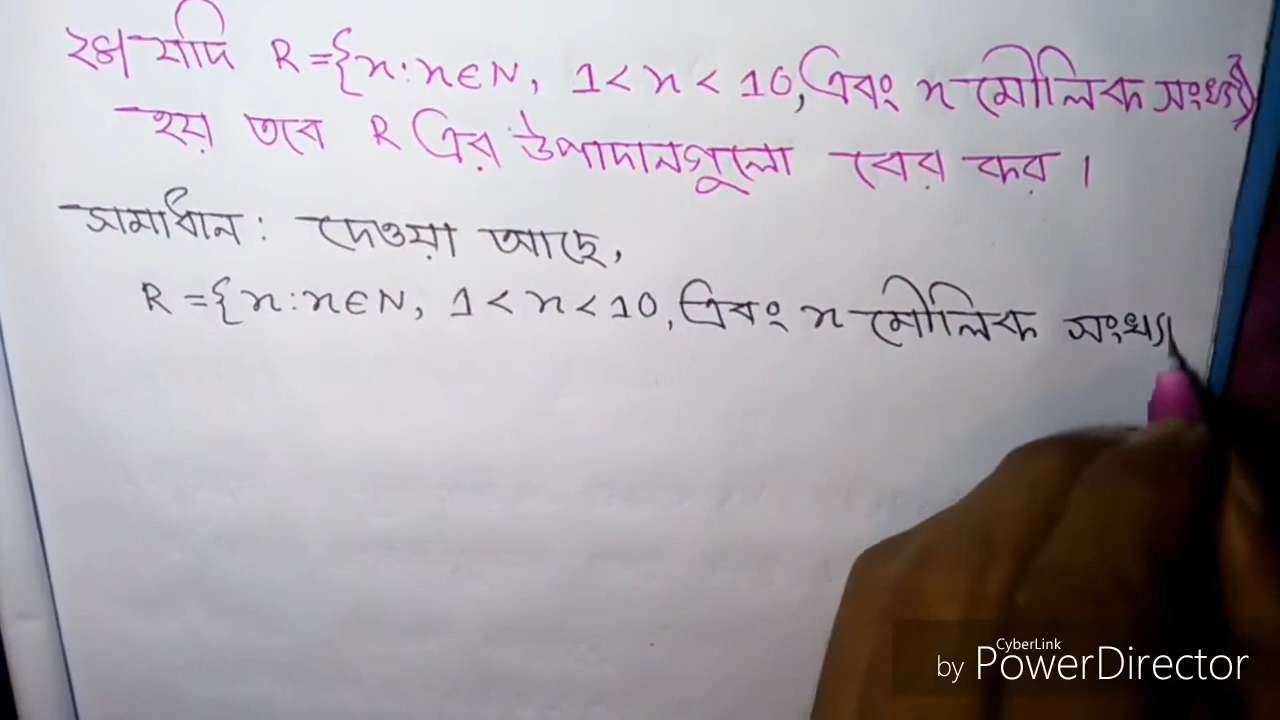 ২৪। যদি R = {n : n ∈ N, 1 < n < 10, এবং n মৌলিক সংখ্যা}
হয় তবে R এর উপাদানগুলো বের কর ।
সমাধান : দেওয়া আছে,
R = {n : n ∈ N, 1 < n < 10, এবং n মৌলিক সংখ্যা
CyberLink
by PowerDirector